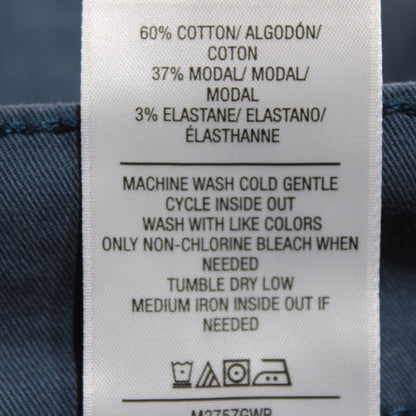 60% COTTON/ ALGODÓN/
COTON
37% MODAL/ MODAL/
MODAL
3% ELASTANE/ ELASTANO/
ÉLASTHANNE
MACHINE WASH COLD GENTLE
CYCLE INSIDE OUT
WASH WITH LIKE COLORS
ONLY NON-CHLORINE BLEACH WHEN
NEEDED
TUMBLE DRY LOW
MEDIUM IRON INSIDE OUT IF
NEEDED